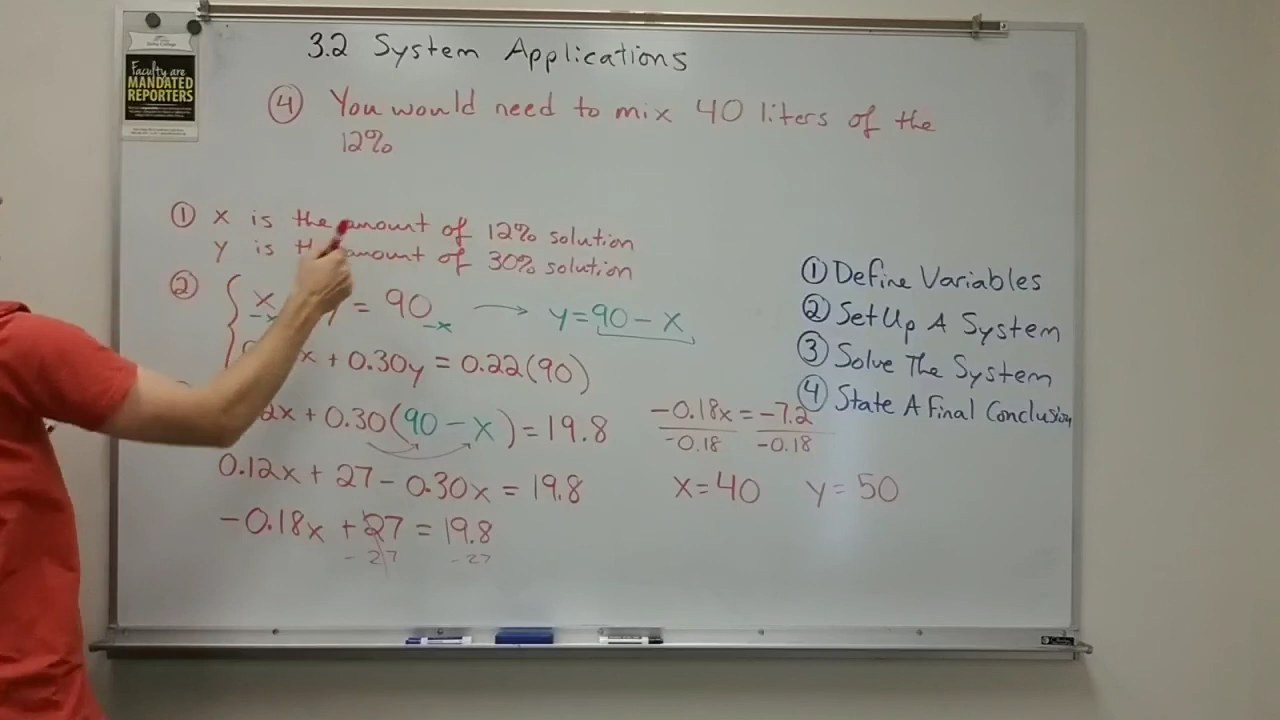 Faculty are
MANDATED
REPORTERS
3.2 System Applications
④ You would need to mix 40 liters of the
12%
① x is the amount of 12% solution
y is the amount of 30% solution
② x = 90 → y=90-x
-x -x
x + 0.30y = 0.22(90)
2x + 0.30(90-x) = 19.8
0.12x + 27 - 0.30x = 19.8
-0.18x + 27 = 19.8
-27 -27
-0.18x = -7.2
-0.18 -0.18
x=40 y=50
① Define Variables
② Set Up A System
③ Solve The System
④ State A Final Conclusion